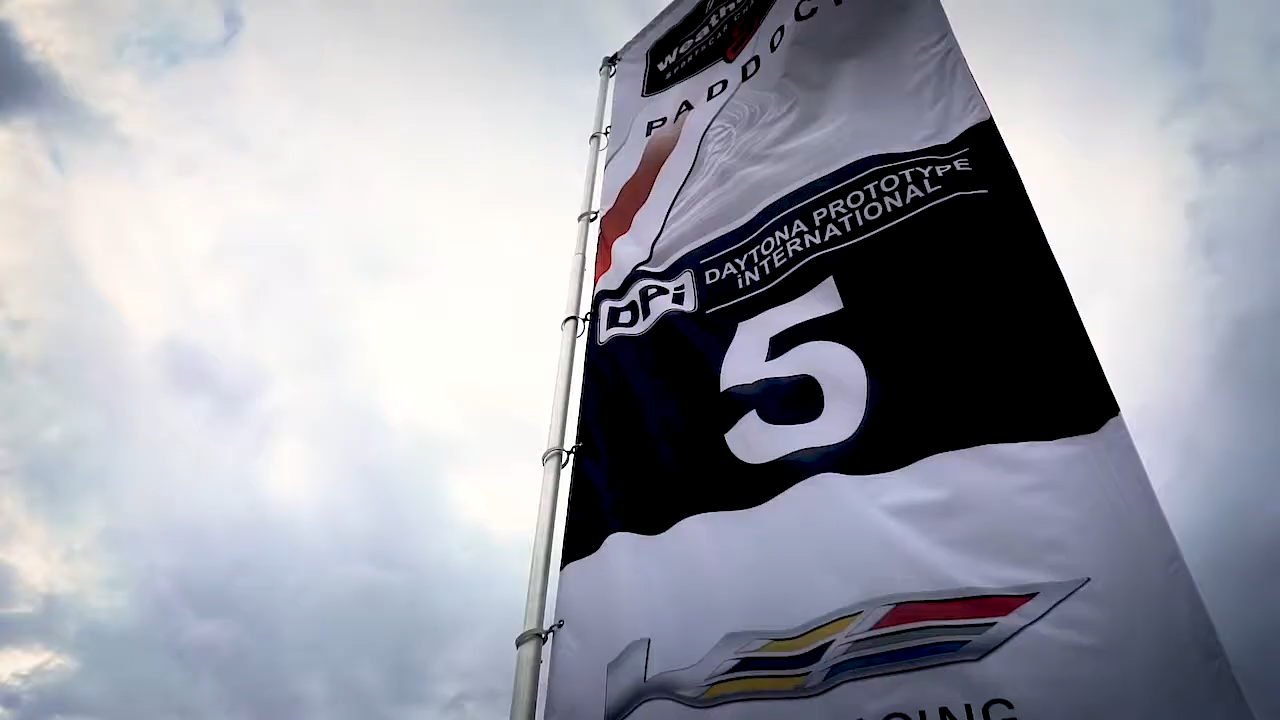 PADDOCK
DAYTONA PROTOTYPE
INTERNATIONAL
DPi
5